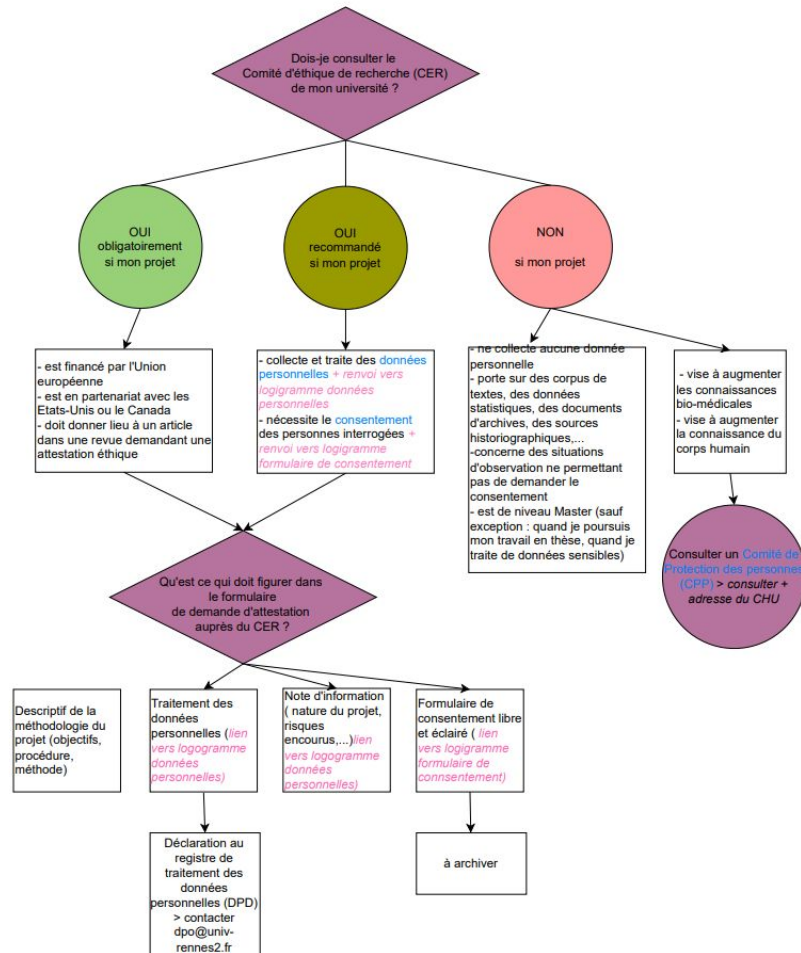 Dois-je consulter le
Comité d'éthique de recherche (CER)
de mon université ?
OUI
obligatoirement
si mon projet
OUI
recommandé
si mon projet
NON
si mon projet
- est financé par l'Union
européenne
- est en partenariat avec les
Etats-Unis ou le Canada
- doit donner lieu à un article
dans une revue demandant une
attestation éthique
- collecte et traite des données
personnelles + renvoi vers
logigramme données
personnelles
- nécessite le consentement
des personnes interrogées +
renvoi vers logigramme
formulaire de consentement
- ne collecte aucune donnée
personnelle
- porte sur des corpus de
textes, des données
statistiques, des documents
d'archives, des sources
historiographiques,...
-concerne des situations
d'observation ne permettant
pas de demander le
consentement
- est de niveau Master (sauf
exception : quand je poursuis
mon travail en thèse, quand je
traite de données sensibles)
- vise à augmenter
les connaissances
bio-médicales
- vise à augmenter
la connaissance du
corps humain
Consulter un Comité de
Protection des personnes
(CPP) > consulter +
adresse du CHU
Qu'est ce qui doit figurer dans
le formulaire
de demande d'attestation
auprès du CER ?
Descriptif de la
méthodologie du
projet (objectifs,
procédure,
méthode)
Traitement des
données
personnelles (lien
vers logogramme
données
personnelles)
Note d'information
( nature du projet,
risques
encourus,...)lien
vers logogramme
données
personnelles)
Formulaire de
consentement libre
et éclairé ( lien
vers logigramme
formulaire de
connsentement)
Déclaration au
registre de
traitement des
données
personnelles (DPD)
> contacter
dpo@univ-
rennes2.fr
à archiver